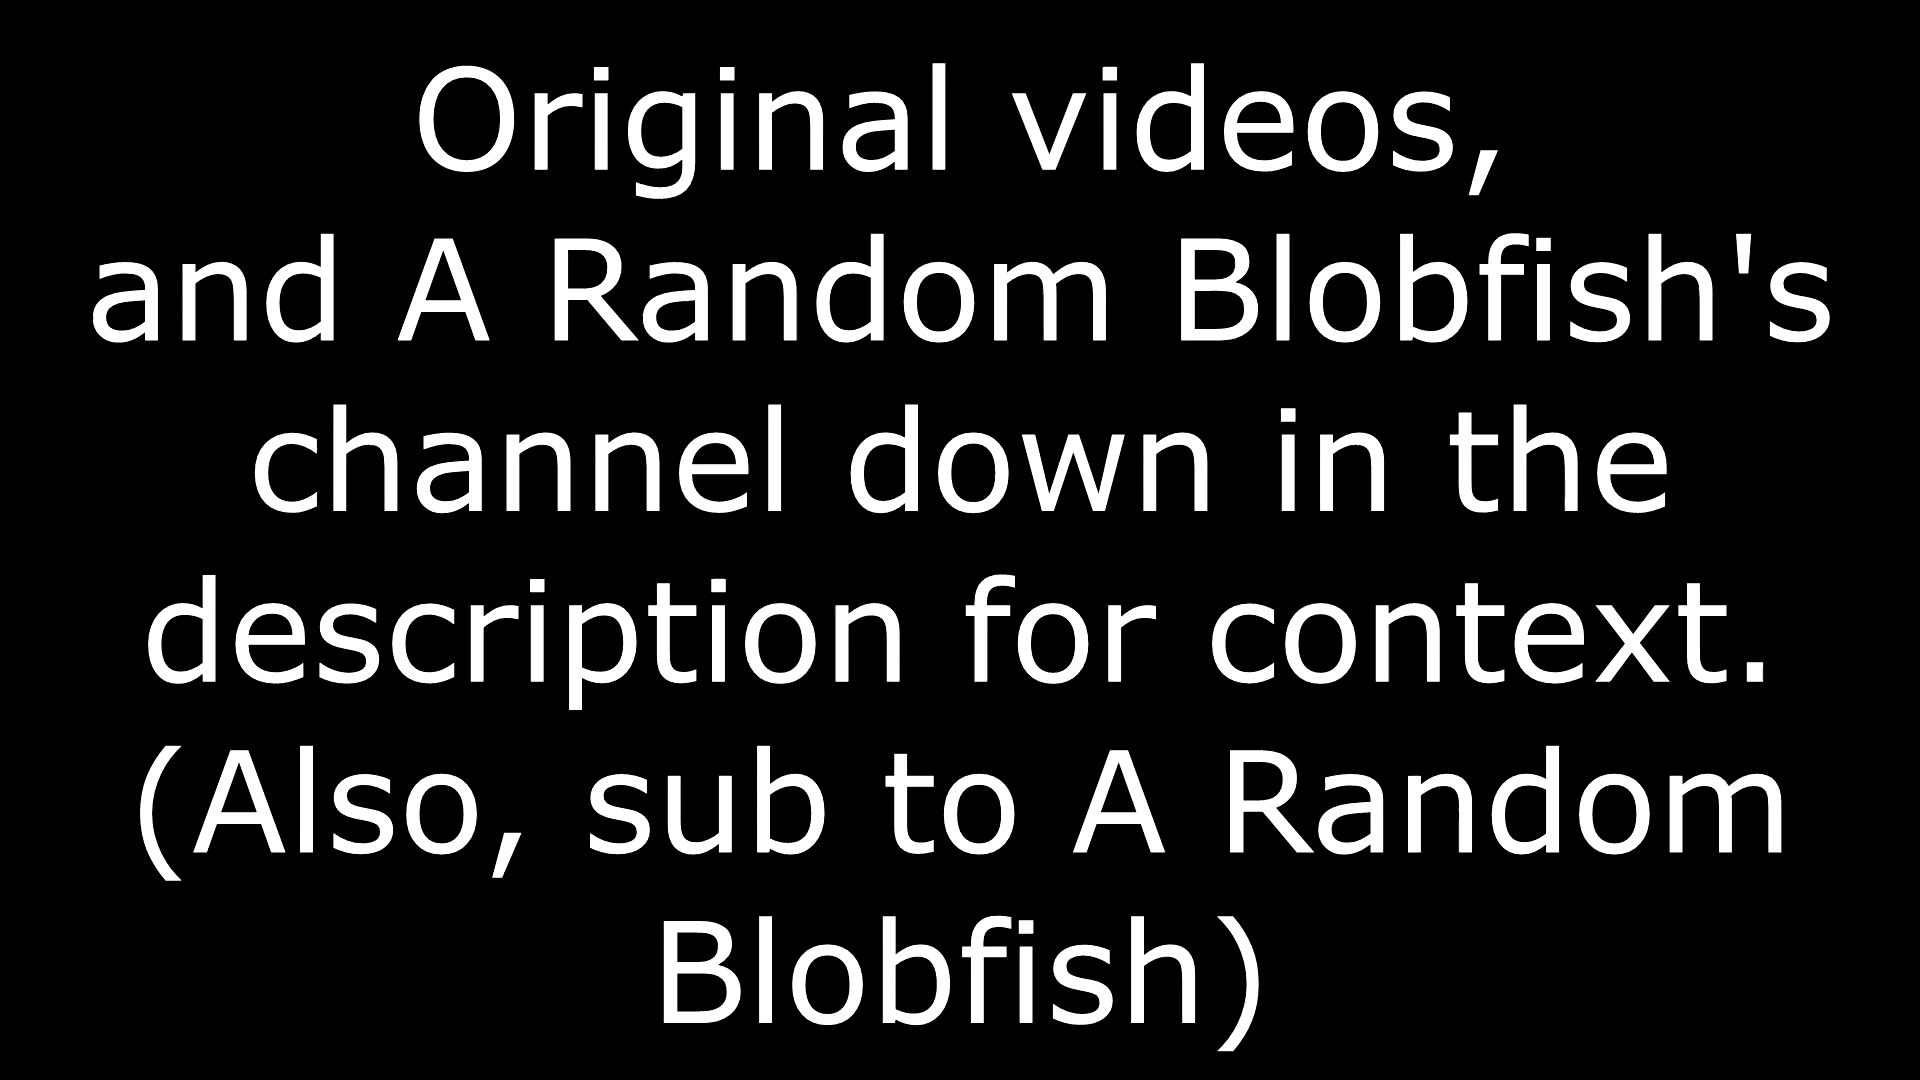 Original videos,
and A Random Blobfish's
channel down in the
description for context.
(Also, sub to A Random
Blobfish)